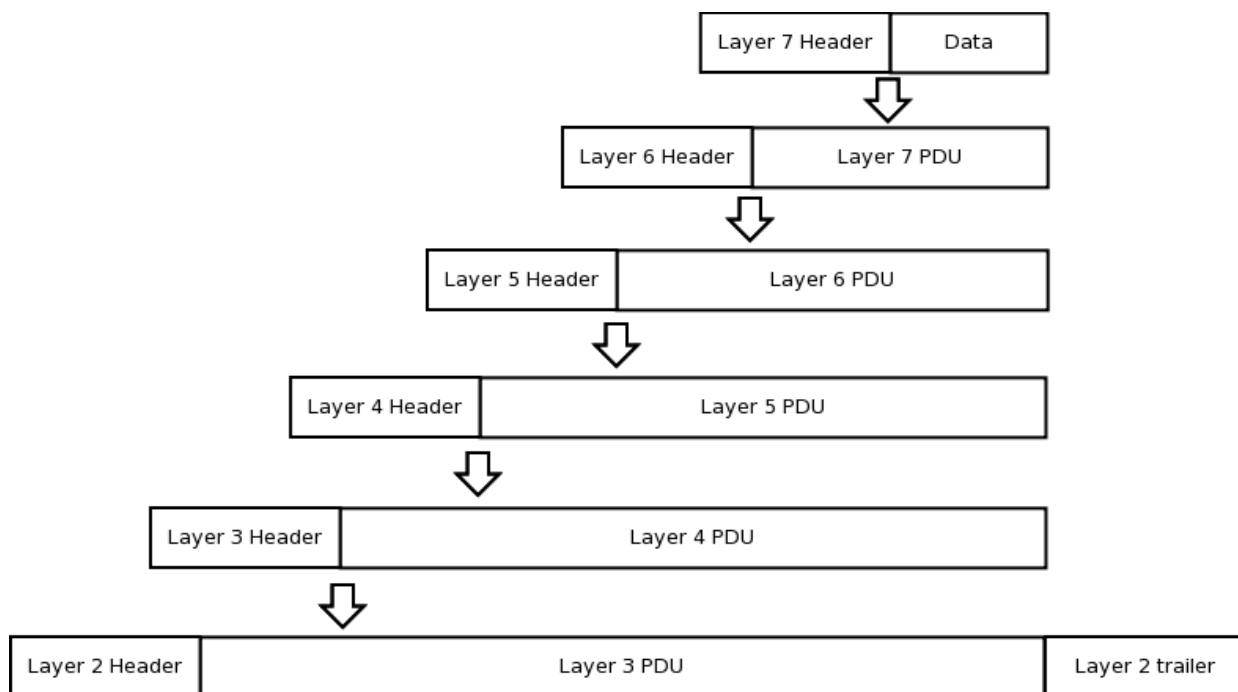 Layer 7 Header Data
Layer 6 Header Layer 7 PDU
Layer 5 Header Layer 6 PDU
Layer 4 Header Layer 5 PDU
Layer 3 Header Layer 4 PDU
Layer 2 Header Layer 3 PDU Layer 2 trailer